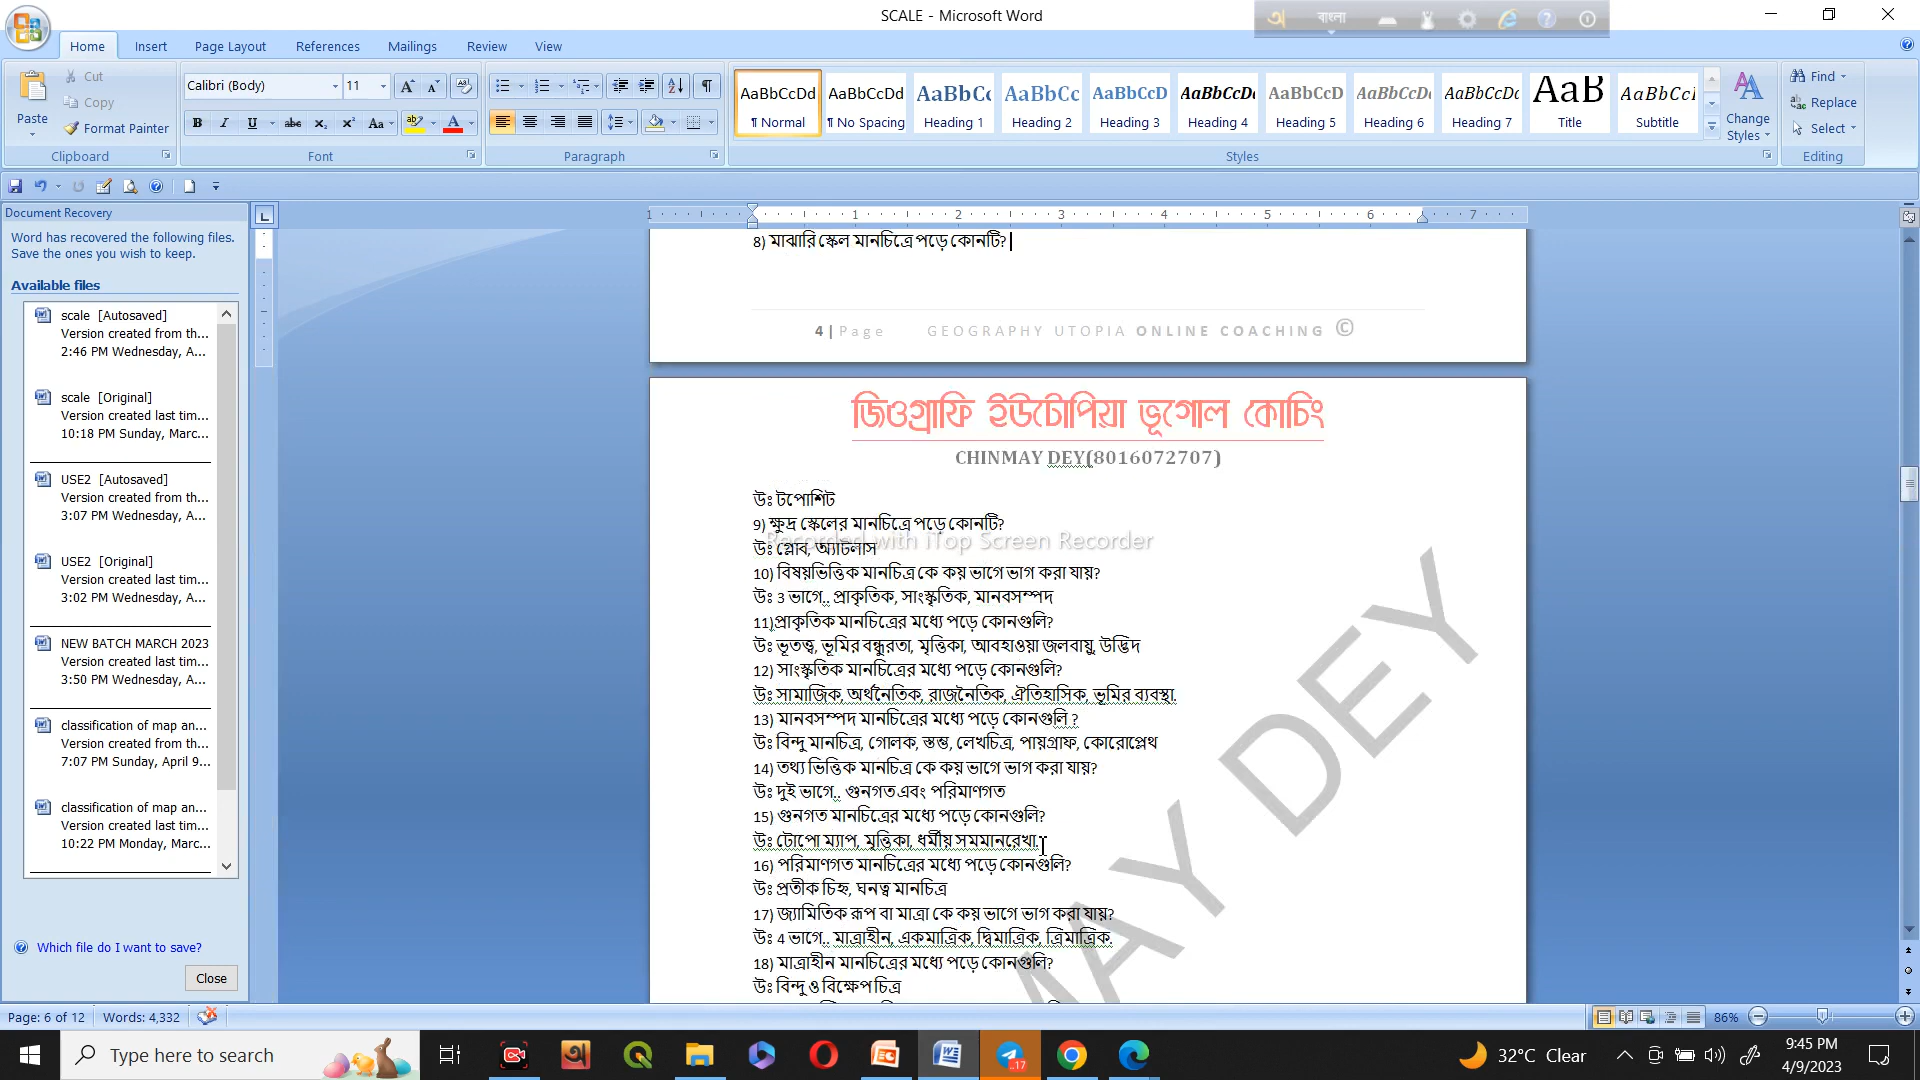 SCALE - Microsoft Word
বাংলা
Home Insert Page Layout References Mailings Review View
Paste Cut Copy Format Painter
Clipboard
Calibri (Body) 11
Font
Paragraph
AaBbCcDd AaBbCcDd AaBbCc AaBbCc AaBbCcD AaBbCcDc AaBbCcD AaBbCcDc AaBbCcDc AaB AaBbCcI
¶ Normal ¶ No Spacing Heading 1 Heading 2 Heading 3 Heading 4 Heading 5 Heading 6 Heading 7 Title Subtitle
Change Styles
Styles
Find
Replace
Select
Editing
Document Recovery
Word has recovered the following files.
Save the ones you wish to keep.
Available files
scale [Autosaved]
Version created from th...
2:46 PM Wednesday, A...
scale [Original]
Version created last tim...
10:18 PM Sunday, Marc...
USE2 [Autosaved]
Version created from th...
3:07 PM Wednesday, A...
USE2 [Original]
Version created last tim...
3:02 PM Wednesday, A...
NEW BATCH MARCH 2023
Version created last tim...
3:50 PM Wednesday, A...
classification of map an...
Version created from th...
7:07 PM Sunday, April 9...
classification of map an...
Version created last tim...
10:22 PM Monday, Marc...
Which file do I want to save?
Close
1 1 2 3 4 5 6 7
8) মাঝারি স্কেল মানচিত্রে পড়ে কোনটি?
4 | Page GEOGRAPHY UTOPIA ONLINE COACHING ©
জিওগ্রাফি ইউটোপিয়া ভূগোল কোচিং
CHINMAY DEY(8016072707)
উঃ টপোশিট
9) ক্ষুদ্র স্কেলের মানচিত্রে পড়ে কোনটি?
Recorded with iTop Screen Recorder
উঃ গ্লোব, অ্যাটলাস
10) বিষয়ভিত্তিক মানচিত্র কে কয় ভাগে ভাগ করা যায়?
উঃ 3 ভাগে.. প্রাকৃতিক, সাংস্কৃতিক, মানবসম্পদ
11)প্রাকৃতিক মানচিত্রের মধ্যে পড়ে কোনগুলি?
উঃ ভূতত্ত্ব, ভূমির বন্ধুরতা, মৃত্তিকা, আবহাওয়া জলবায়ু, উদ্ভিদ
12) সাংস্কৃতিক মানচিত্রের মধ্যে পড়ে কোনগুলি?
উঃ সামাজিক, অর্থনৈতিক, রাজনৈতিক, ঐতিহাসিক, ভূমির ব্যবস্থা.
13) মানবসম্পদ মানচিত্রের মধ্যে পড়ে কোনগুলি ?
উঃ বিন্দু মানচিত্র, গোলক, স্তম্ভ, লেখচিত্র, পায়গ্রাফ, কোরোপ্লেথ
14) তথ্য ভিত্তিক মানচিত্র কে কয় ভাগে ভাগ করা যায়?
উঃ দুই ভাগে.. গুনগত এবং পরিমাণগত
15) গুনগত মানচিত্রের মধ্যে পড়ে কোনগুলি?
উঃ টোপো ম্যাপ, মৃত্তিকা, ধর্মীয় সমমানরেখা.
16) পরিমাণগত মানচিত্রের মধ্যে পড়ে কোনগুলি?
উঃ প্রতীক চিহ্ন, ঘনত্ব মানচিত্র
17) জ্যামিতিক রূপ বা মাত্রা কে কয় ভাগে ভাগ করা যায়?
উঃ 4 ভাগে.. মাত্রাহীন, একমাত্রিক, দ্বিমাত্রিক, ত্রিমাত্রিক.
18) মাত্রাহীন মানচিত্রের মধ্যে পড়ে কোনগুলি?
উঃ বিন্দু ও বিক্ষেপ চিত্র
MAY DEY
Page: 6 of 12 Words: 4,332 86%
Type here to search
17
32°C Clear
9:45 PM
4/9/2023